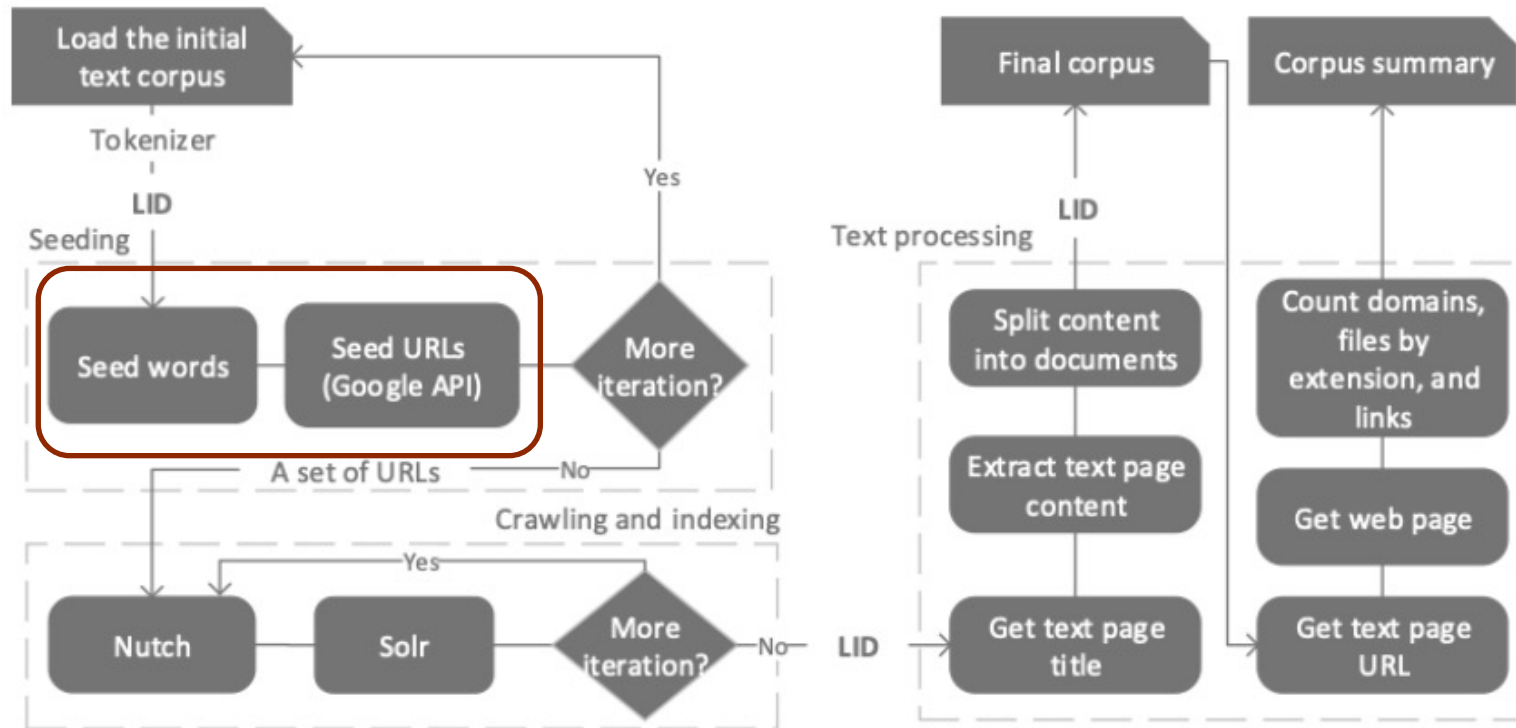 Load the initial
text corpus
Tokenizer
LID
Seeding
Seed words
Seed URLs
(Google API)
More
iteration?
Yes
No
A set of URLs
Crawling and indexing
Yes
Nutch
Solr
More
iteration?
No
LID
Final corpus
Corpus summary
LID
Text processing
Split content
into documents
Extract text page
content
Get text page
title
Count domains,
files by
extension, and
links
Get web page
Get text page
URL